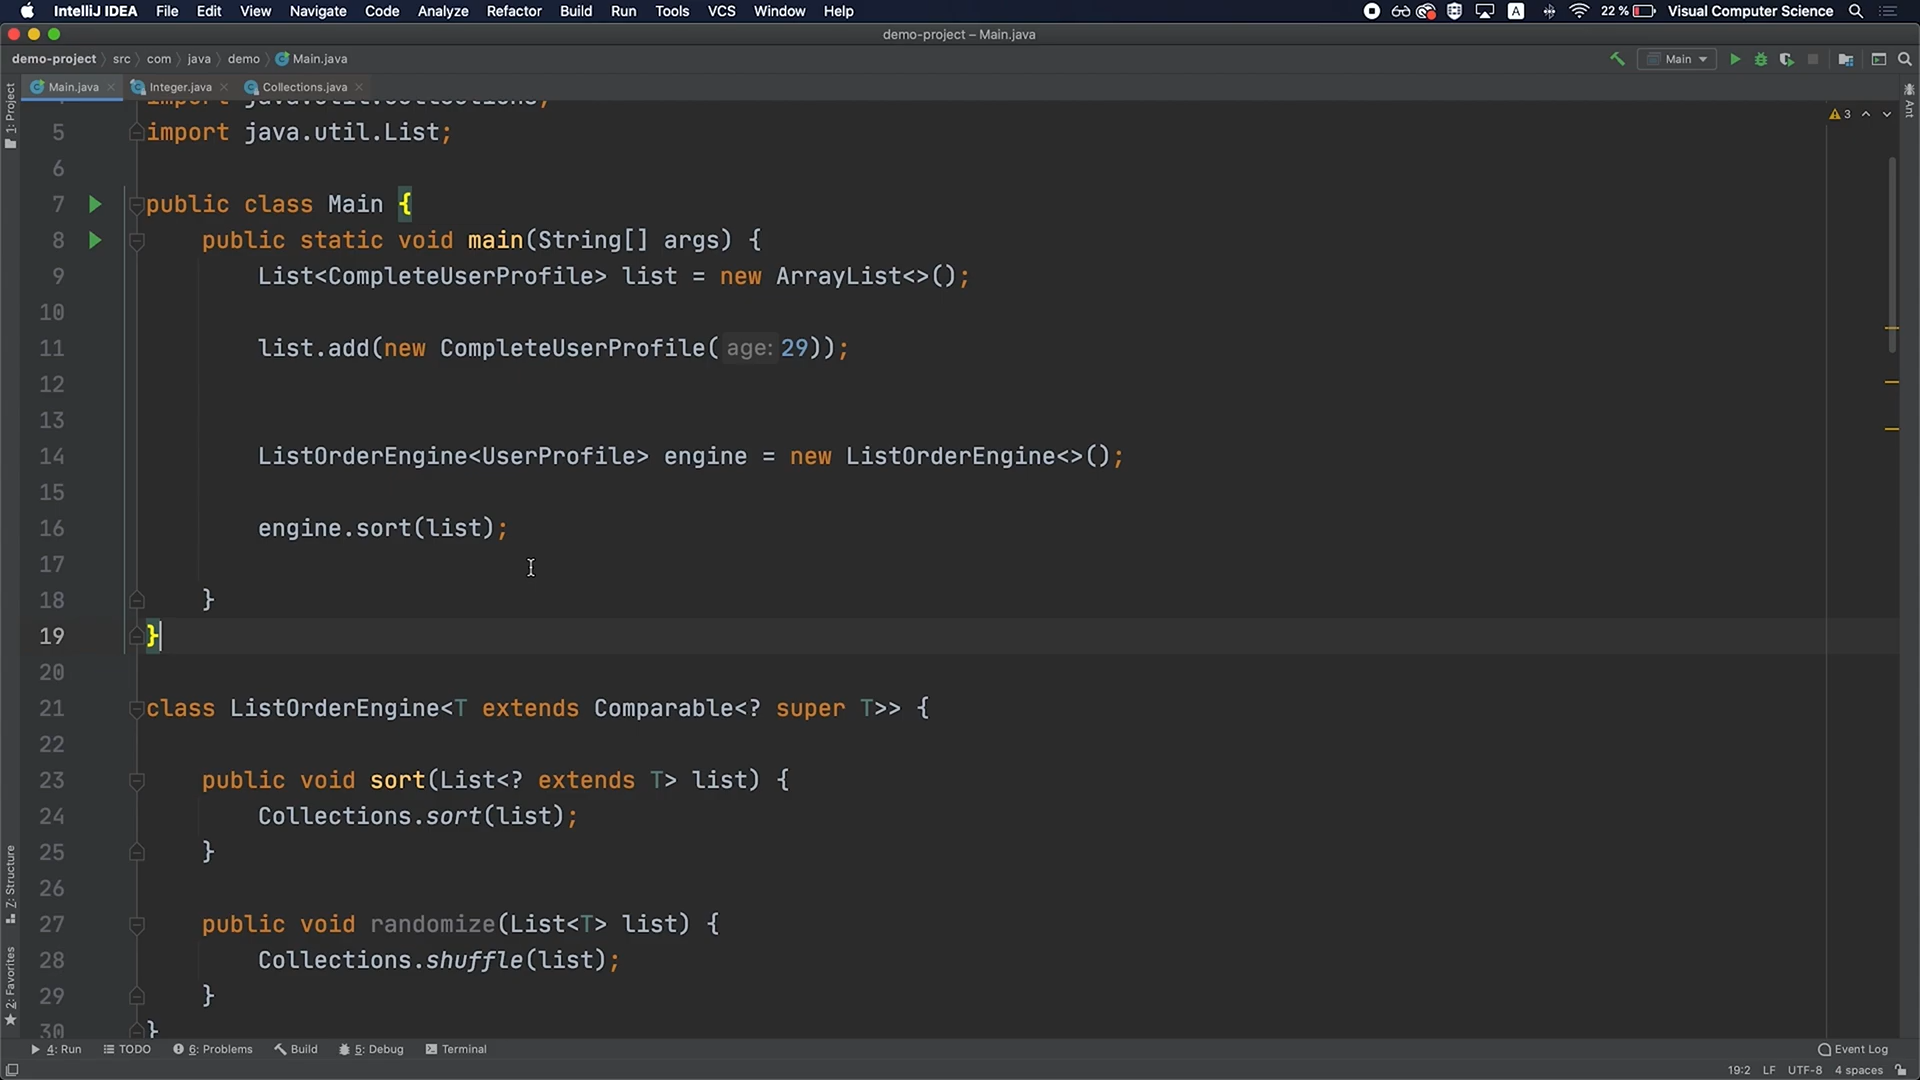 IntelliJ IDEA File Edit View Navigate Code Analyze Refactor Build Run Tools VCS Window Help A 22 % Visual Computer Science
demo-project – Main.java
demo-project src com java demo Main.java Main
Main.java Integer.java Collections.java
1: Project
Ant
3
5 import java.util.List;
6
7 public class Main {
8 public static void main(String[] args) {
9 List<CompleteUserProfile> list = new ArrayList<>();
10
11 list.add(new CompleteUserProfile( age: 29));
12
13
14 ListOrderEngine<UserProfile> engine = new ListOrderEngine<>();
15
16 engine.sort(list);
17
18 }
19 }
20
21 class ListOrderEngine<T extends Comparable<? super T>> {
22
23 public void sort(List<? extends T> list) {
24 Collections.sort(list);
25 }
26
27 public void randomize(List<T> list) {
28 Collections.shuffle(list);
29 }
30 }
Z: Structure
2: Favorites
4: Run TODO 6: Problems Build 5: Debug Terminal Event Log
19:2 LF UTF-8 4 spaces